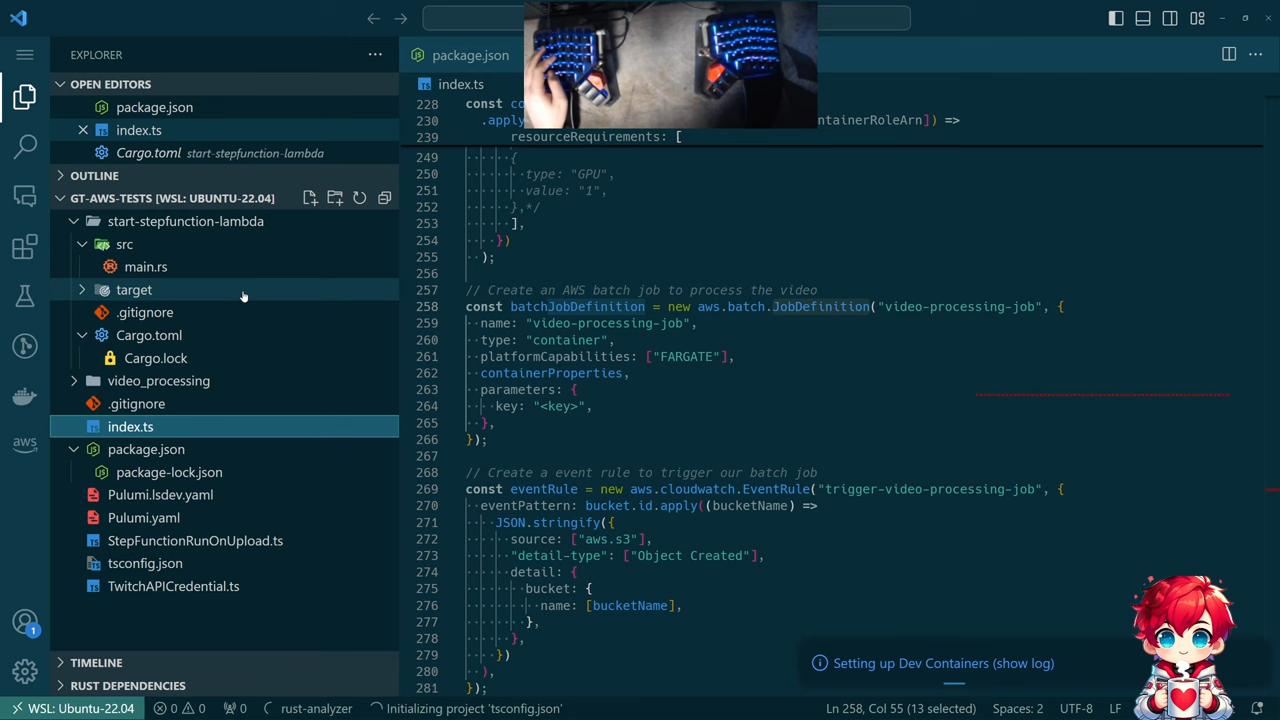 EXPLORER
OPEN EDITORS
package.json
index.ts
Cargo.toml start-stepfunction-lambda
OUTLINE
GT-AWS-TESTS [WSL: UBUNTU-22.04]
start-stepfunction-lambda
src
main.rs
target
.gitignore
Cargo.toml
Cargo.lock
video_processing
.gitignore
index.ts
package.json
package-lock.json
Pulumi.lsdev.yaml
Pulumi.yaml
StepFunctionRunOnUpload.ts
tsconfig.json
TwitchAPICredential.ts
TIMELINE
RUST DEPENDENCIES
aws
1
package.json
index.ts
228 const co
230 .apply ontainerRoleArn]) =>
239 resourceRequirements: [
249 {
250 type: "GPU",
251 value: "1",
252 },*/
253 ],
254 })
255 );
256
257 // Create an AWS batch job to process the video
258 const batchJobDefinition = new aws.batch.JobDefinition("video-processing-job", {
259 name: "video-processing-job",
260 type: "container",
261 platformCapabilities: ["FARGATE"],
262 containerProperties,
263 parameters: {
264 key: "<key>",
265 },
266 });
267
268 // Create a event rule to trigger our batch job
269 const eventRule = new aws.cloudwatch.EventRule("trigger-video-processing-job", {
270 eventPattern: bucket.id.apply((bucketName) =>
271 JSON.stringify({
272 source: ["aws.s3"],
273 "detail-type": ["Object Created"],
274 detail: {
275 bucket: {
276 name: [bucketName],
277 },
278 },
279 })
280 ),
281 });
Setting up Dev Containers (show log)
WSL: Ubuntu-22.04 0 0 0 rust-analyzer Initializing project 'tsconfig.json' Ln 258, Col 55 (13 selected) Spaces: 2 UTF-8 LF